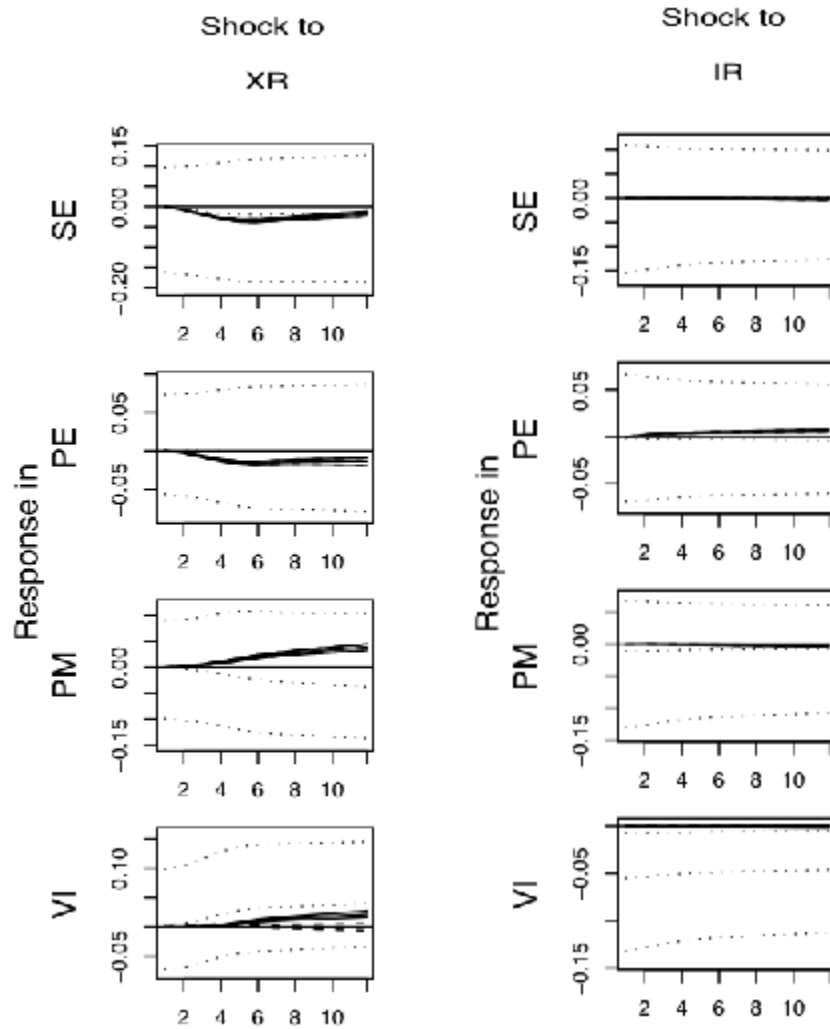 Shock to
XR
Shock to
IR
Response in
SE
0.15
0.00
−0.20
2 4 6 8 10
SE
0.00
−0.15
2 4 6 8 10
PE
0.05
−0.05
2 4 6 8 10
PE
0.05
−0.05
2 4 6 8 10
Response in
PM
0.00
−0.15
2 4 6 8 10
PM
0.00
−0.15
2 4 6 8 10
VI
0.10
−0.05
2 4 6 8 10
VI
−0.05
−0.15
2 4 6 8 10